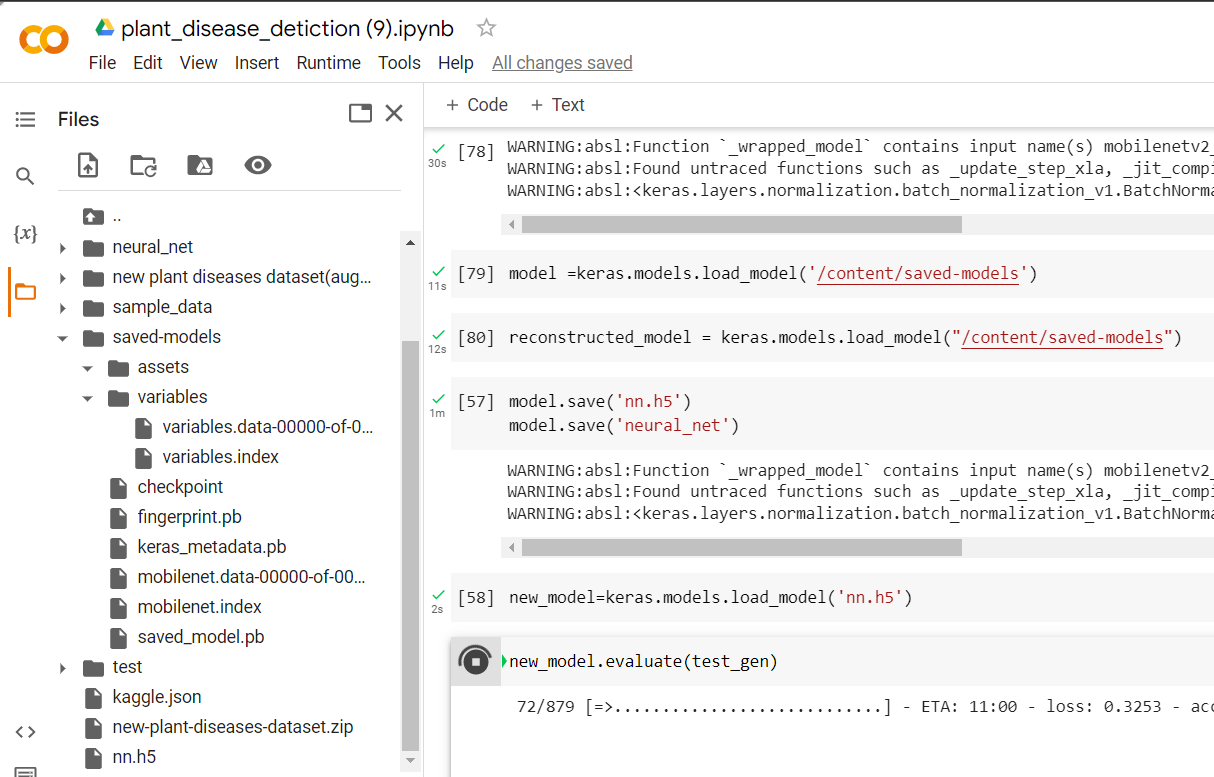 plant_disease_detiction (9).ipynb
File Edit View Insert Runtime Tools Help All changes saved
Files
+ Code + Text
..
neural_net
new plant diseases dataset(aug...
sample_data
saved-models
assets
variables
variables.data-00000-of-0...
variables.index
checkpoint
fingerprint.pb
keras_metadata.pb
mobilenet.data-00000-of-00...
mobilenet.index
saved_model.pb
test
kaggle.json
new-plant-diseases-dataset.zip
nn.h5
{x}
<>
30s [78] WARNING:absl:Function `_wrapped_model` contains input name(s) mobilenetv2_
WARNING:absl:Found untraced functions such as _update_step_xla, _jit_compi
WARNING:absl:<keras.layers.normalization.batch_normalization_v1.BatchNorma
11s [79] model =keras.models.load_model('/content/saved-models')
12s [80] reconstructed_model = keras.models.load_model("/content/saved-models")
1m [57] model.save('nn.h5')
model.save('neural_net')
WARNING:absl:Function `_wrapped_model` contains input name(s) mobilenetv2_
WARNING:absl:Found untraced functions such as _update_step_xla, _jit_compi
WARNING:absl:<keras.layers.normalization.batch_normalization_v1.BatchNorma
2s [58] new_model=keras.models.load_model('nn.h5')
new_model.evaluate(test_gen)
72/879 [=>............................] - ETA: 11:00 - loss: 0.3253 - acc